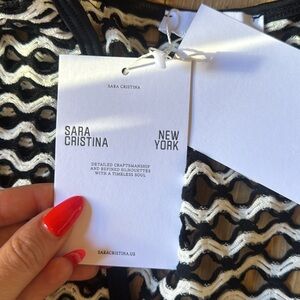 SARA CRISTINA
SARA NEW
CRISTINA YORK
DETAILED CRAFTSMANSHIP
AND REFINED SILHOUETTES
WITH A TIMELESS SOUL
SARACRISTINA.US